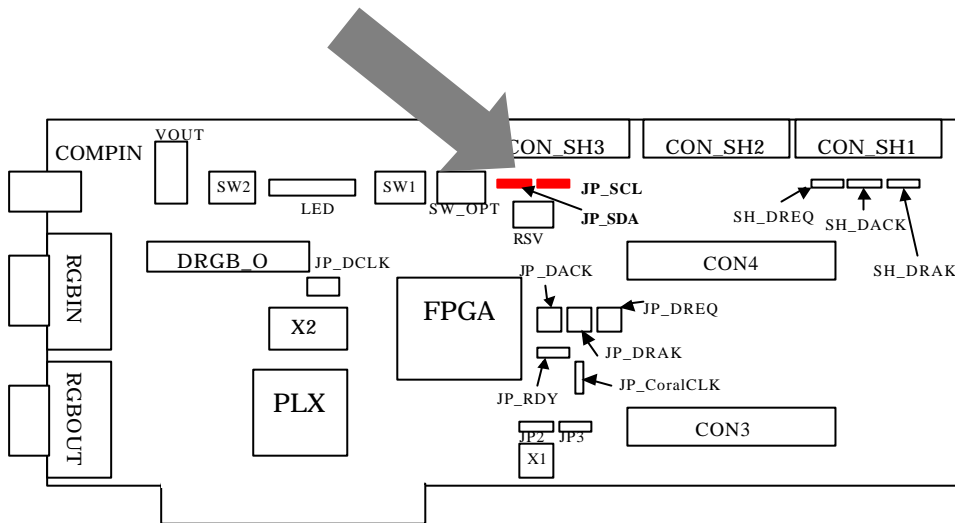 VOUT
COMPIN
CON_SH3
CON_SH2
CON_SH1
SW2
LED
SW1
SW_OPT
JP_SCL
JP_SDA
RSV
SH_DREQ
SH_DACK
SH_DRAK
DRGB_O
JP_DCLK
JP_DACK
CON4
RGBIN
X2
FPGA
JP_DREQ
JP_DRAK
JP_RDY
JP_CoralCLK
RGBOUT
PLX
JP2
JP3
CON3
X1